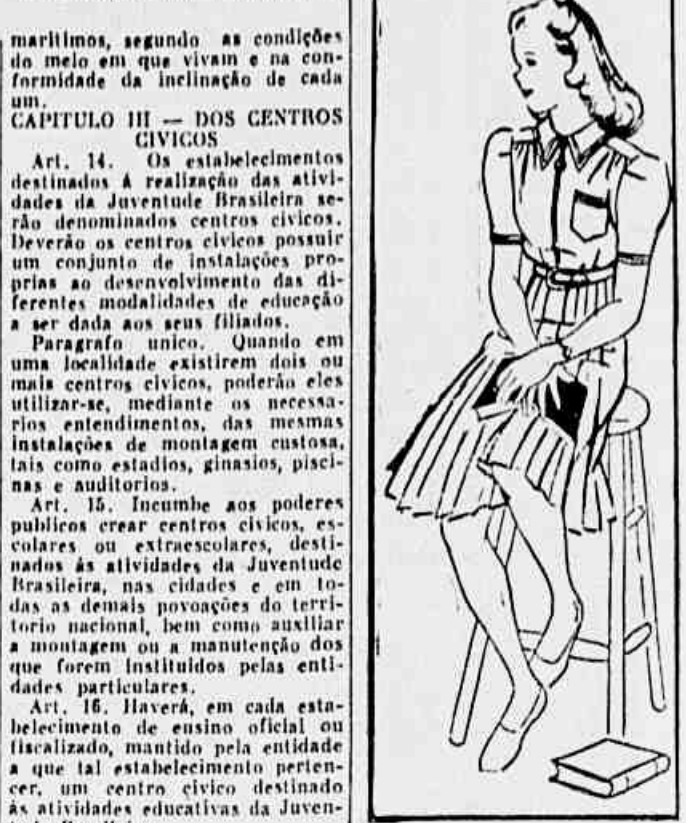 maritimos, segundo as condições
do meio em que vivam e na con-
formidade da inclinação de cada
um.
CAPITULO III — DOS CENTROS
CIVICOS
Art. 14. Os estabelecimentos
destinados á realização das ativi-
dades da Juventude Brasileira se-
rão denominados centros civicos.
Deverão os centros civicos possuir
um conjunto de instalações pro-
prias ao desenvolvimento das di-
ferentes modalidades de educação
a ser dada aos seus filiados.
Paragrafo unico. Quando em
uma localidade existirem dois ou
mais centros civicos, poderão eles
utilizar-se, mediante os necessa-
rios entendimentos, das mesmas
instalações de montagem custosa,
tais como estadios, ginasios, pisci-
nas e auditorios.
Art. 15. Incumbe aos poderes
publicos crear centros civicos, es-
colares ou extraescolares, desti-
nados ás atividades da Juventude
Brasileira, nas cidades e em to-
das as demais povoações do terri-
torio nacional, bem como auxiliar
a montagem ou a manutenção dos
que forem instituidos pelas enti-
dades particulares.
Art. 16. Haverá, em cada esta-
belecimento de ensino oficial ou
fiscalizado, mantido pela entidade
a que tal estabelecimento perten-
cer, um centro civico destinado
ás atividades educativas da Juven-